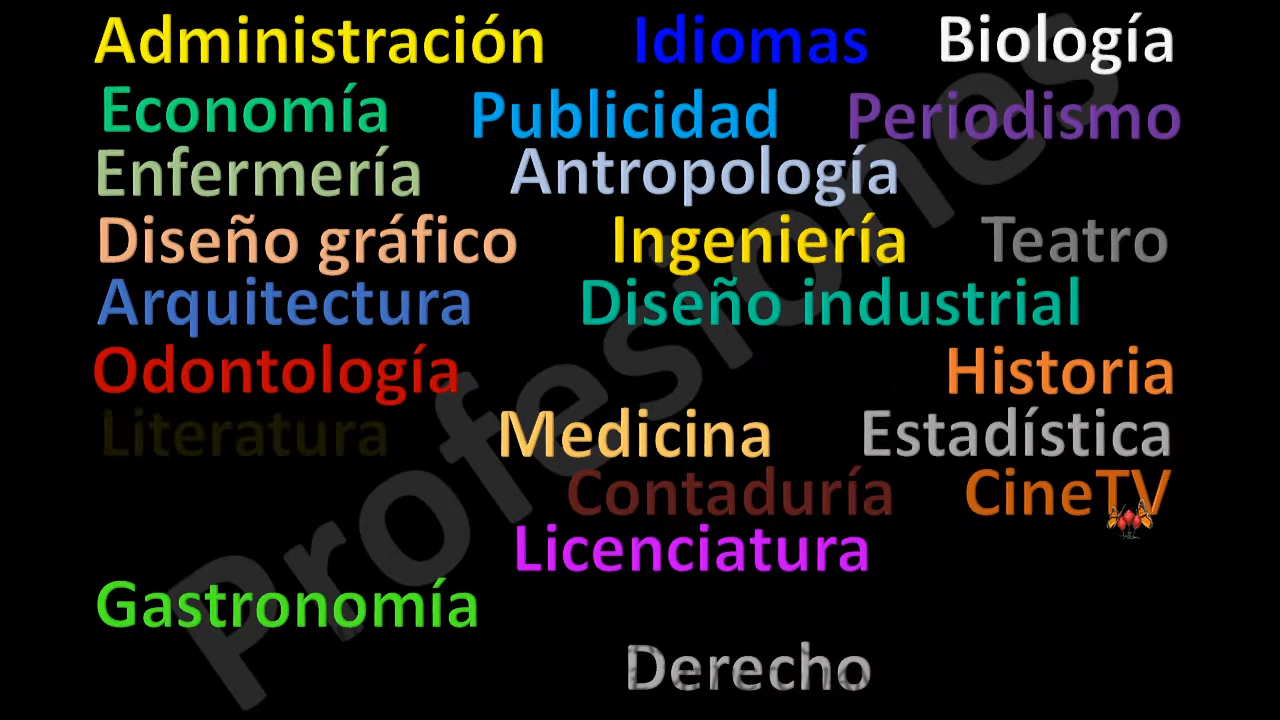 Administración Idiomas Biología
Economía Publicidad Periodismo
Enfermería Antropología
Diseño gráfico Ingeniería Teatro
Arquitectura Diseño industrial
Odontología Historia
Literatura Medicina Estadística
Contaduría CineTV
Licenciatura
Gastronomía
Derecho
Profesiones